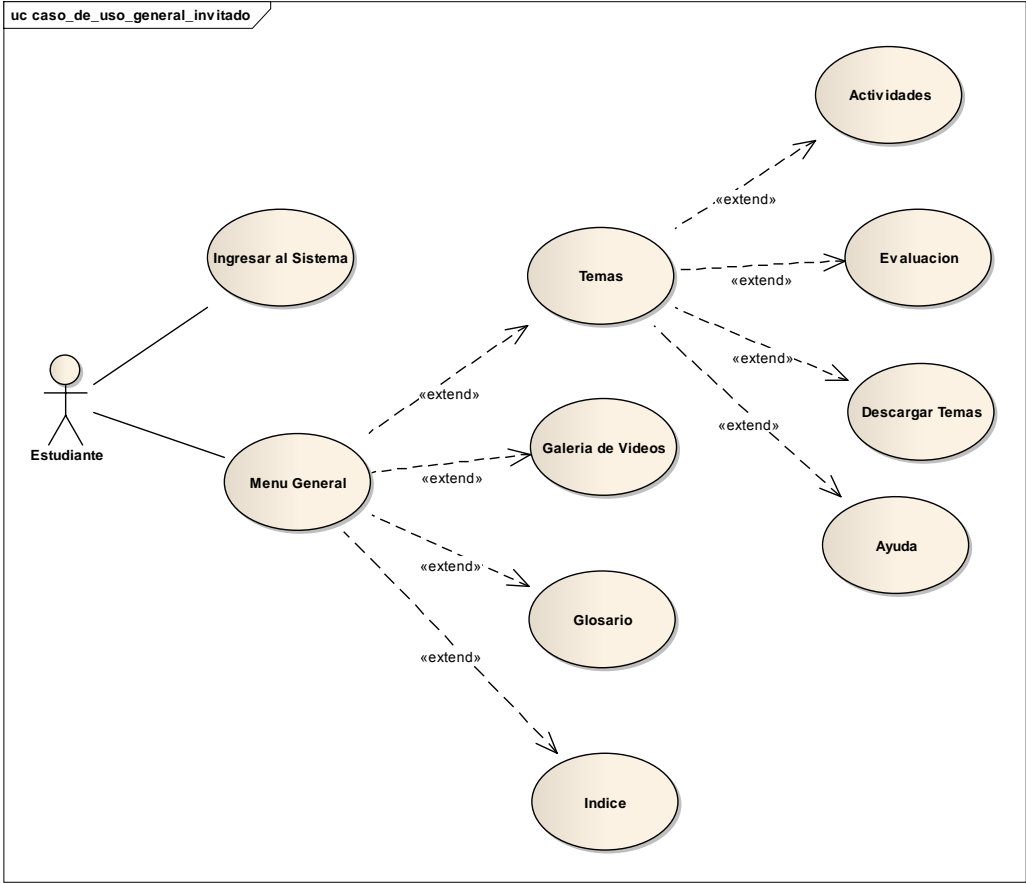 uc caso_de_uso_general_invitado
Actividades
«extend»
Ingresar al Sistema
Temas
Evaluacion
«extend»
«extend»
Descargar Temas
«extend»
«extend»
Estudiante
Menu General
Galeria de Videos
«extend»
Ayuda
«extend»
Glosario
«extend»
Indice